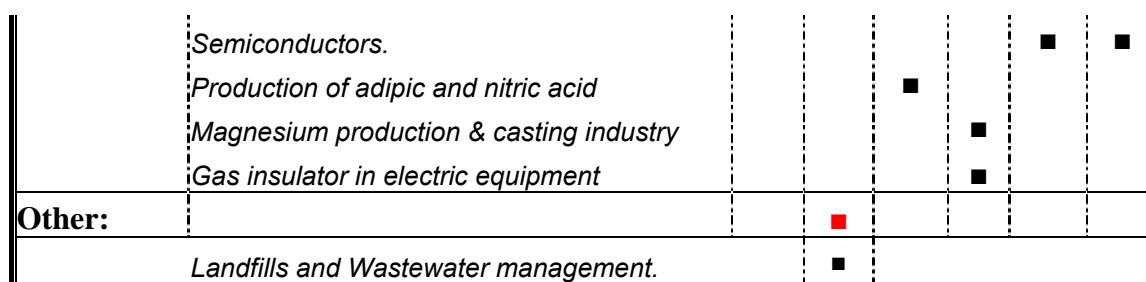 Semiconductors.
Production of adipic and nitric acid
Magnesium production & casting industry
Gas insulator in electric equipment
Other:
Landfills and Wastewater management.